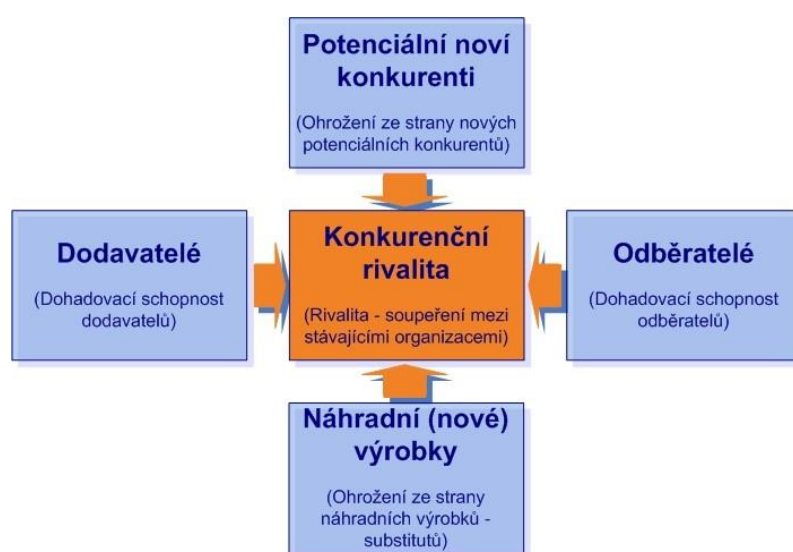 Potenciální noví
konkurenti
(Ohrožení ze strany nových
potenciálních konkurentů)
Dodavatelé
(Dohadovací schopnost
dodavatelů)
Konkurenční
rivalita
(Rivalita - soupeření mezi
stávajícími organizacemi)
Odběratelé
(Dohadovací schopnost
odběratelů)
Náhradní (nové)
výrobky
(Ohrožení ze strany
náhradních výrobků -
substitutů)